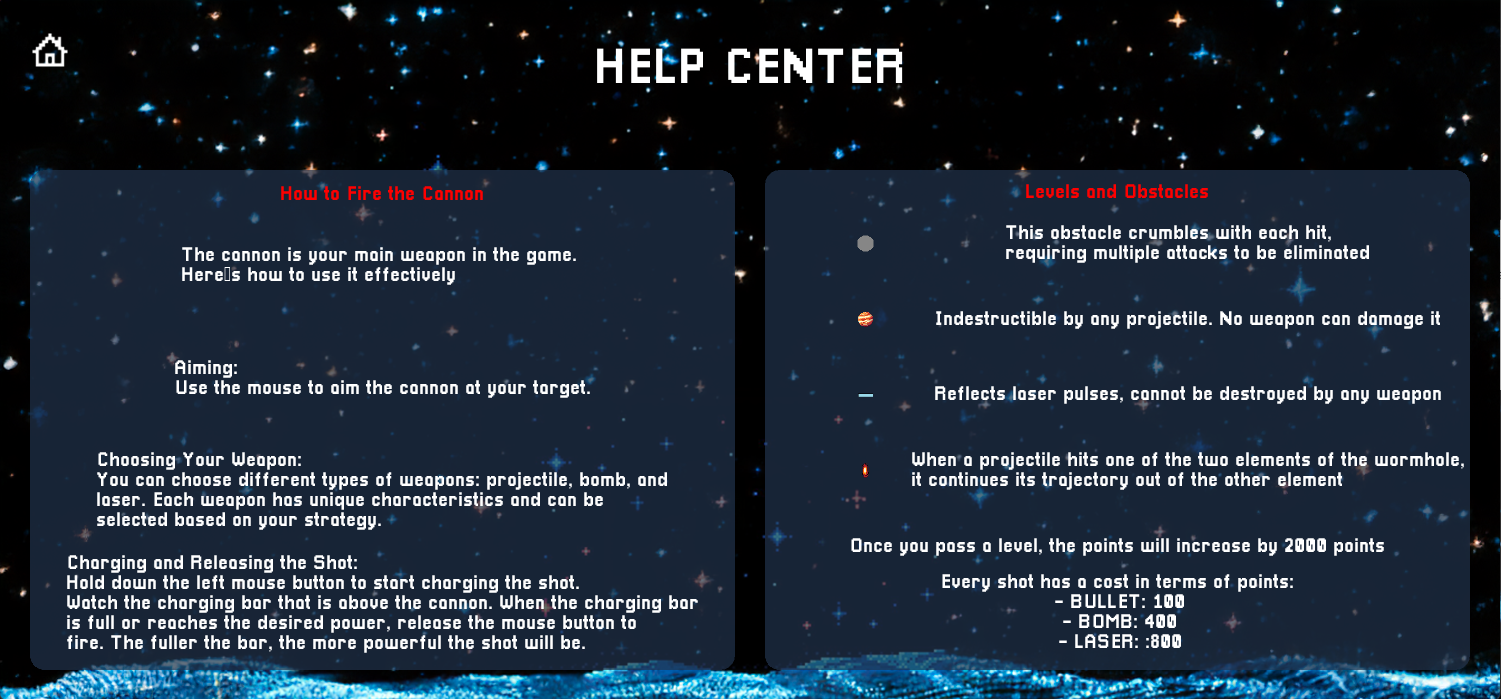 HELP CENTER
How to Fire the Cannon
The cannon is your main weapon in the game.
Here▯s how to use it effectively
Aiming:
Use the mouse to aim the cannon at your target.
Choosing Your Weapon:
You can choose different types of weapons: projectile, bomb, and
laser. Each weapon has unique characteristics and can be
selected based on your strategy.
Charging and Releasing the Shot:
Hold down the left mouse button to start charging the shot.
Watch the charging bar that is above the cannon. When the charging bar
is full or reaches the desired power, release the mouse button to
fire. The fuller the bar, the more powerful the shot will be.
Levels and Obstacles
This obstacle crumbles with each hit,
requiring multiple attacks to be eliminated
Indestructible by any projectile. No weapon can damage it
Reflects laser pulses, cannot be destroyed by any weapon
When a projectile hits one of the two elements of the wormhole,
it continues its trajectory out of the other element
Once you pass a level, the points will increase by 2000 points
Every shot has a cost in terms of points:
- BULLET: 100
- BOMB: 400
- LASER: :800